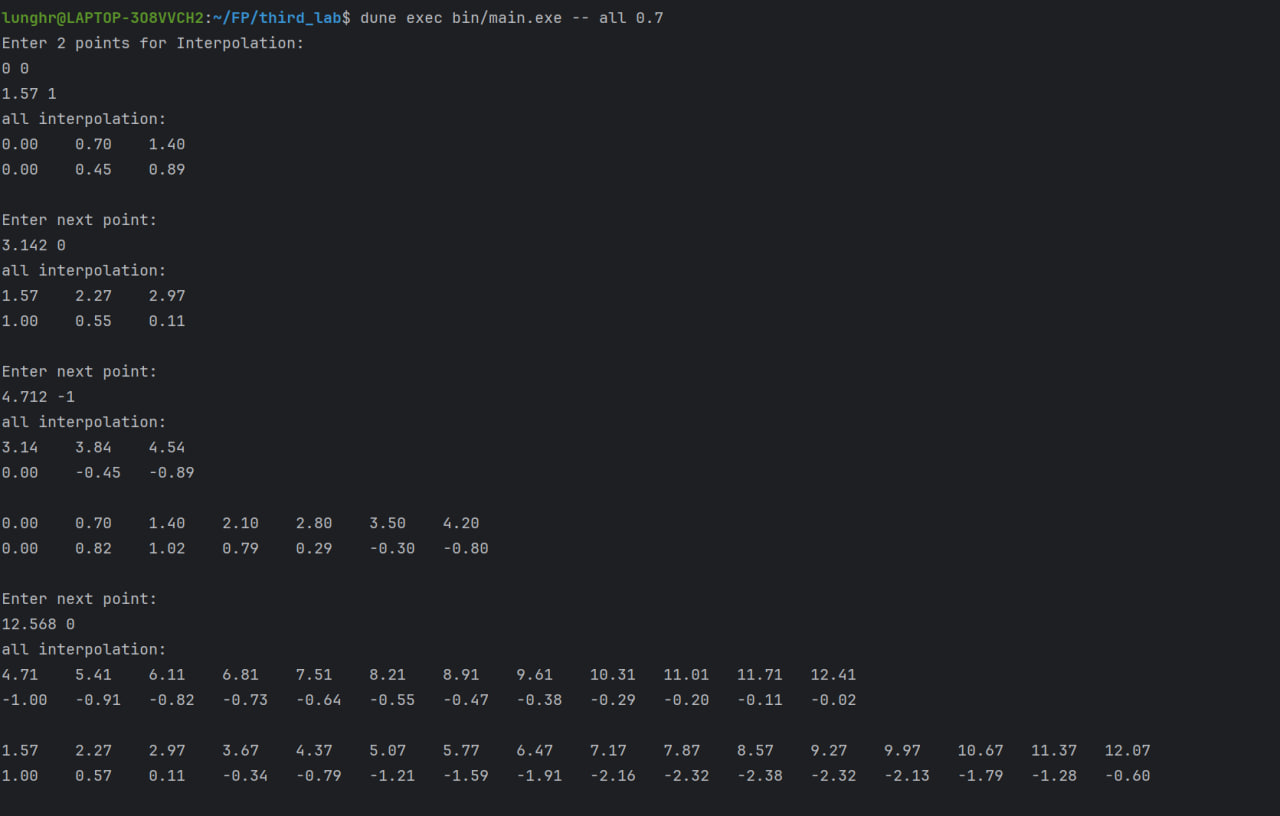 lunghr@LAPTOP-3O8VVCH2:~/FP/third_lab$ dune exec bin/main.exe -- all 0.7
Enter 2 points for Interpolation:
0 0
1.57 1
all interpolation:
0.00    0.70    1.40
0.00    0.45    0.89
Enter next point:
3.142 0
all interpolation:
1.57    2.27    2.97
1.00    0.55    0.11
Enter next point:
4.712 -1
all interpolation:
3.14    3.84    4.54
0.00    -0.45   -0.89
0.00    0.70    1.40    2.10    2.80    3.50    4.20
0.00    0.82    1.02    0.79    0.29    -0.30   -0.80
Enter next point:
12.568 0
all interpolation:
4.71    5.41    6.11    6.81    7.51    8.21    8.91    9.61    10.31   11.01   11.71   12.41
-1.00   -0.91   -0.82   -0.73   -0.64   -0.55   -0.47   -0.38   -0.29   -0.20   -0.11   -0.02
1.57    2.27    2.97    3.67    4.37    5.07    5.77    6.47    7.17    7.87    8.57    9.27    9.97    10.67   11.37   12.07
1.00    0.57    0.11    -0.34   -0.79   -1.21   -1.59   -1.91   -2.16   -2.32   -2.38   -2.32   -2.13   -1.79   -1.28   -0.60